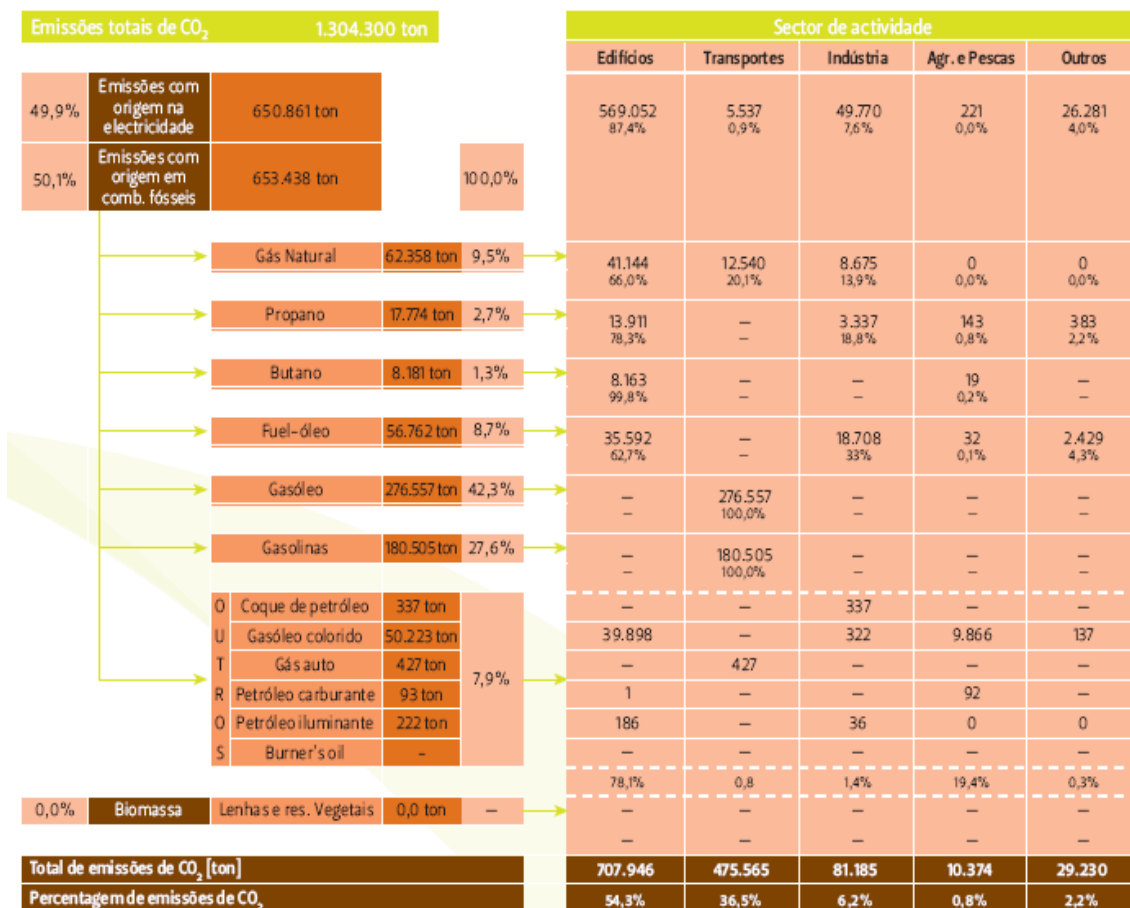 Emissões totais de CO₂ 1.304.300 ton
Sector de actividade
Edifícios Transportes Indústria Agr. e Pescas Outros
49,9%
Emissões com
origem na
electricidade
650.861 ton
569.052 5.537 49.770 221 26.281
87,4% 0,9% 7,6% 0,0% 4,0%
50,1%
Emissões com
origem em
comb. fósseis
653.438 ton
100,0%
Gás Natural 62.358 ton 9,5%
41.144 12.540 8.675 0 0
66,0% 20,1% 13,9% 0,0% 0,0%
Propano 17.774 ton 2,7%
13.911 — 3.337 143 383
78,3% — 18,8% 0,8% 2,2%
Butano 8.181 ton 1,3%
8.163 — — 19 —
99,8% — — 0,2% —
Fuel-óleo 56.762 ton 8,7%
35.592 — 18.708 32 2.429
62,7% — 33% 0,1% 4,3%
Gasóleo 276.557 ton 42,3%
— 276.557 — — —
— 100,0% — — —
Gasolinas 180.505 ton 27,6%
— 180.505 — — —
— 100,0% — — —
OUTROS
7,9%
Coque de petróleo 337 ton — — 337 — —
Gasóleo colorido 50.223 ton 39.898 — 322 9.866 137
Gás auto 427 ton — 427 — — —
Petróleo carburante 93 ton 1 — — 92 —
Petróleo iluminante 222 ton 186 — 36 0 0
Burner's oil – — — — — —
78,1% 0,8 1,4% 19,4% 0,3%
0,0% Biomassa Lenhas e res. Vegetais 0,0 ton — — — — — —
— — — — —
Total de emissões de CO₂ [ton] 707.946 475.565 81.185 10.374 29.230
Percentagem de emissões de CO₂ 54,3% 36,5% 6,2% 0,8% 2,2%